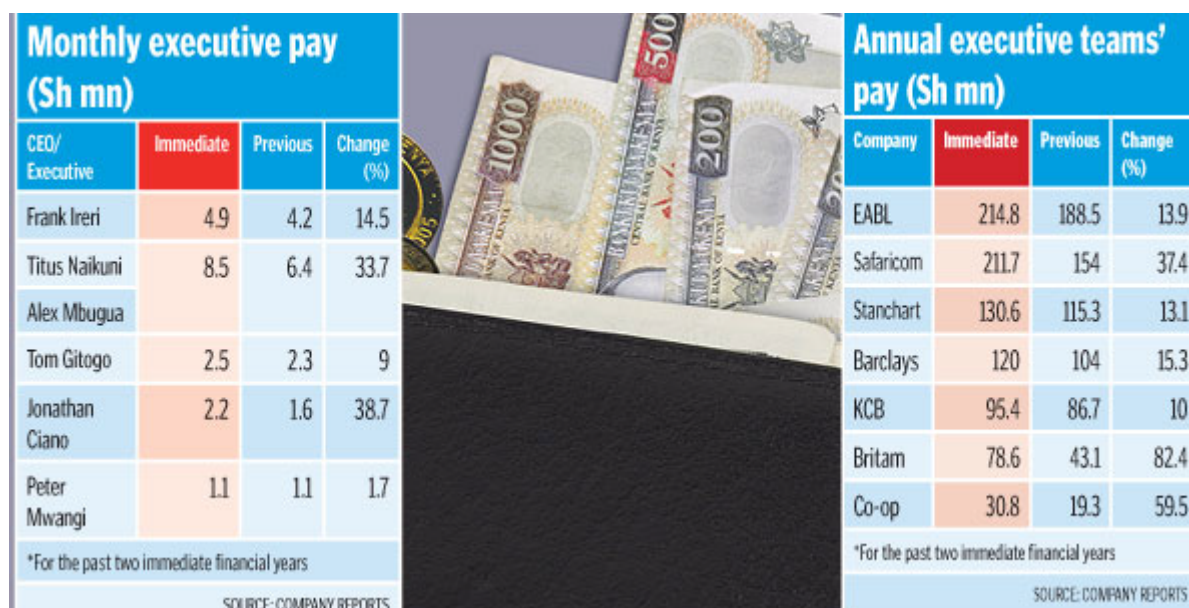 Monthly executive pay
(Sh mn)
CEO/
Executive
Immediate
Previous
Change
(%)
Frank Ireri 4.9 4.2 14.5
Titus Naikuni 8.5 6.4 33.7
Alex Mbugua
Tom Gitogo 2.5 2.3 9
Jonathan
Ciano
2.2 1.6 38.7
Peter
Mwangi
1.1 1.1 1.7
*For the past two immediate financial years
SOURCE: COMPANY REPORTS
1000
500
200
CENTRAL BANK OF KENYA
Annual executive teams'
pay (Sh mn)
Company Immediate Previous Change
(%)
EABL 214.8 188.5 13.9
Safaricom 211.7 154 37.4
Stanchart 130.6 115.3 13.1
Barclays 120 104 15.3
KCB 95.4 86.7 10
Britam 78.6 43.1 82.4
Co-op 30.8 19.3 59.5
*For the past two immediate financial years
SOURCE: COMPANY REPORTS